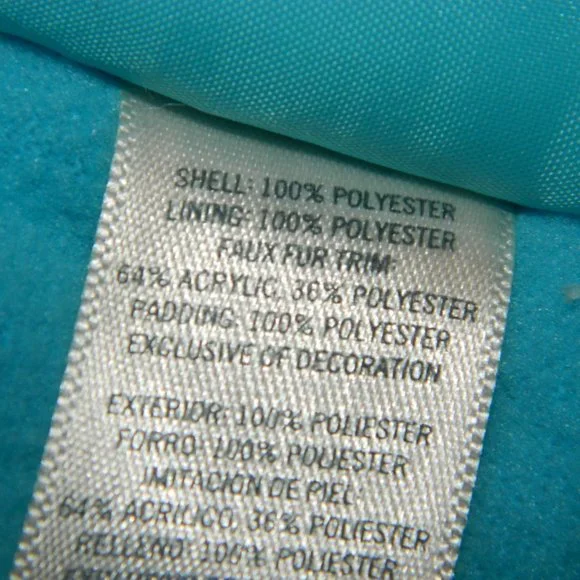 SHELL: 100% POLYESTER
LINING: 100% POLYESTER
FAUX FUR TRIM:
64% ACRYLIC, 36% POLYESTER
PADDING: 100% POLYESTER
EXCLUSIVE OF DECORATION
EXTERIOR: 100% POLIESTER
FORRO: 100% POLIESTER
IMITACION DE PIEL:
64% ACRILICO, 36% POLIESTER
RELLENO: 100% POLIESTER